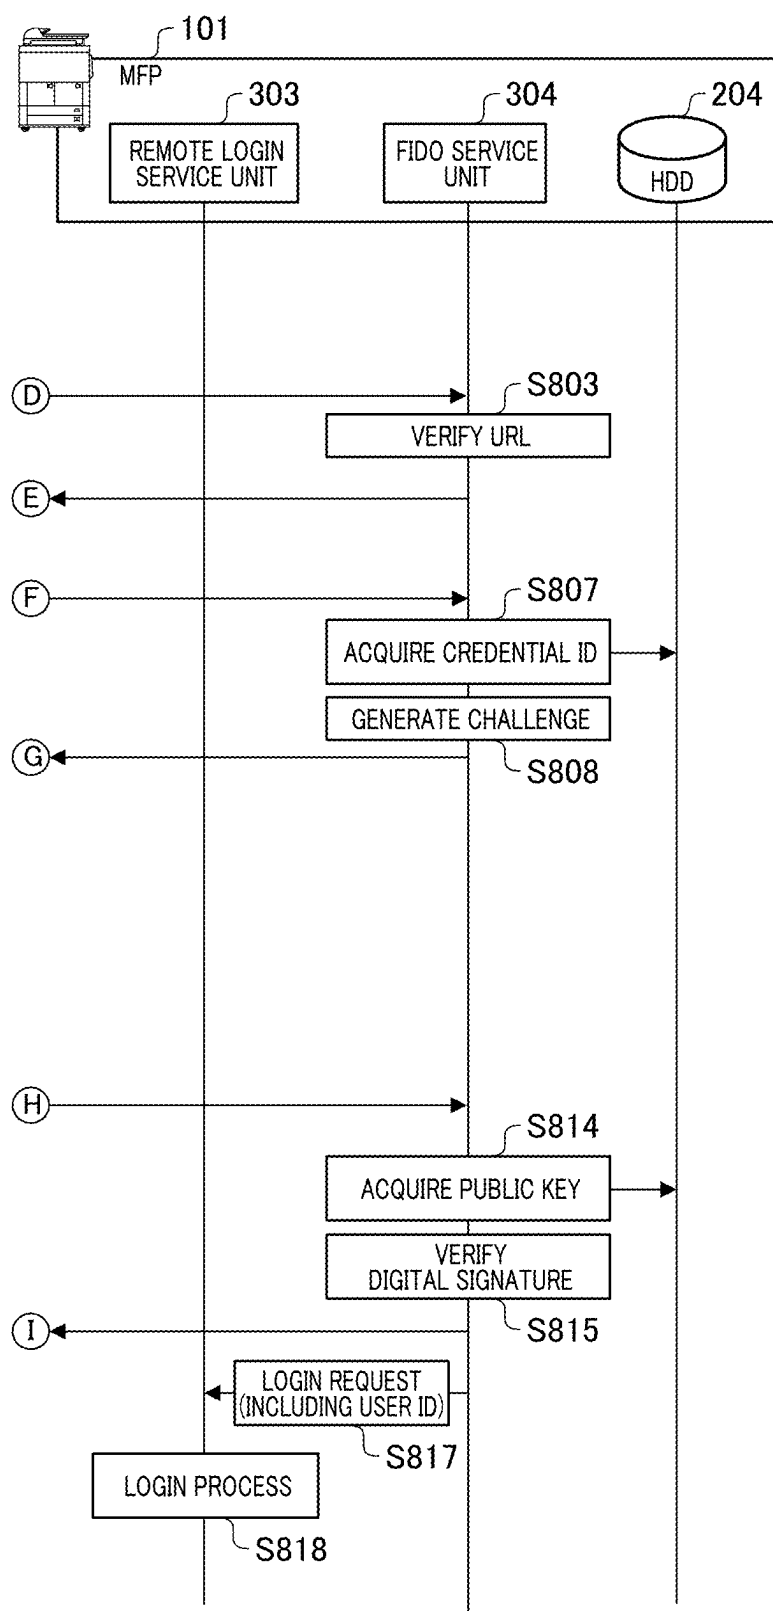 101
MFP
303
304
204
REMOTE LOGIN
SERVICE UNIT
FIDO SERVICE
UNIT
HDD
D
S803
VERIFY URL
E
F
S807
ACQUIRE CREDENTIAL ID
GENERATE CHALLENGE
G
S808
H
S814
ACQUIRE PUBLIC KEY
VERIFY
DIGITAL SIGNATURE
I
S815
LOGIN REQUEST
(INCLUDING USER ID)
S817
LOGIN PROCESS
S818